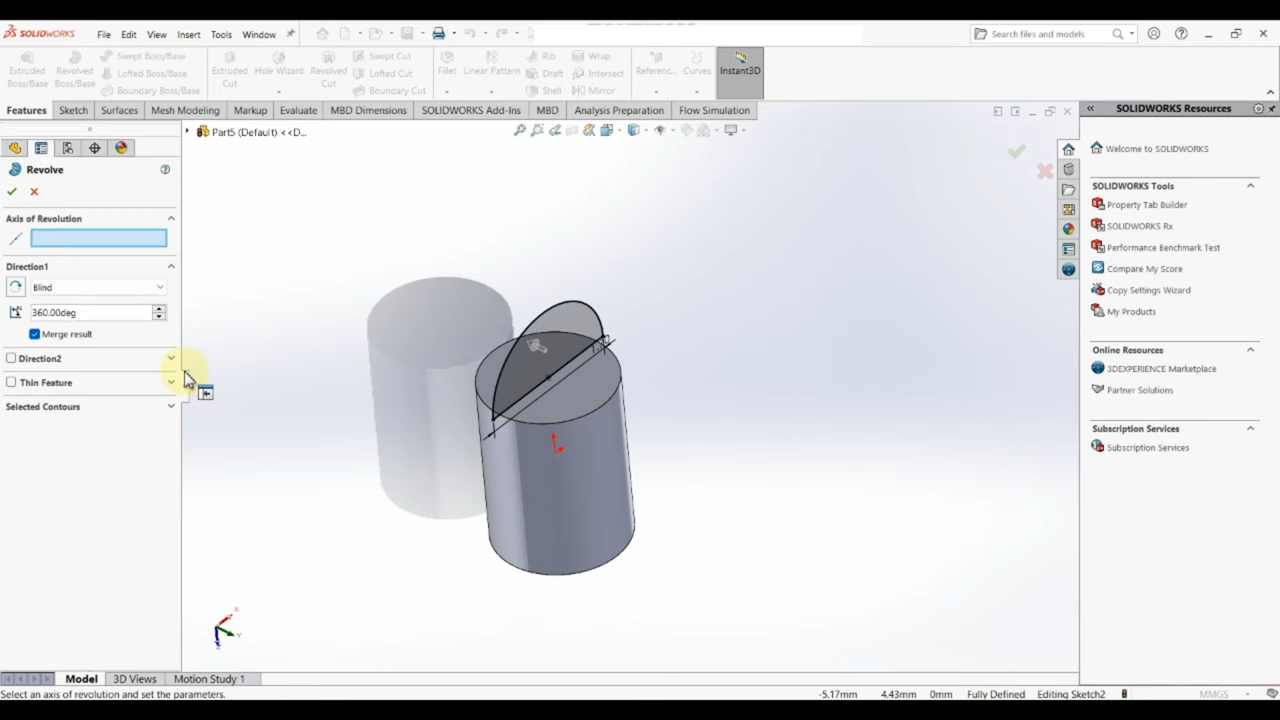 SOLIDWORKS File Edit View Insert Tools Window Search files and models
Extruded Boss/Base Revolved Boss/Base Swept Boss/Base Lofted Boss/Base Boundary Boss/Base Extruded Cut Hole Wizard Revolved Cut Swept Cut Lofted Cut Boundary Cut Fillet Linear Pattern Rib Draft Shell Wrap Intersect Mirror Referenc... Curves Instant3D
Features Sketch Surfaces Mesh Modeling Markup Evaluate MBD Dimensions SOLIDWORKS Add-Ins MBD Analysis Preparation Flow Simulation
Part5 (Default) <<D...
Revolve
Axis of Revolution
Direction1
Blind
360.00deg
Merge result
Direction2
Thin Feature
Selected Contours
X
Y
Z
SOLIDWORKS Resources
Welcome to SOLIDWORKS
SOLIDWORKS Tools
Property Tab Builder
SOLIDWORKS Rx
Performance Benchmark Test
Compare My Score
Copy Settings Wizard
My Products
Online Resources
3DEXPERIENCE Marketplace
Partner Solutions
Subscription Services
Subscription Services
Model 3D Views Motion Study 1
Select an axis of revolution and set the parameters. -5.17mm 4.43mm 0mm Fully Defined Editing Sketch2 MMGS